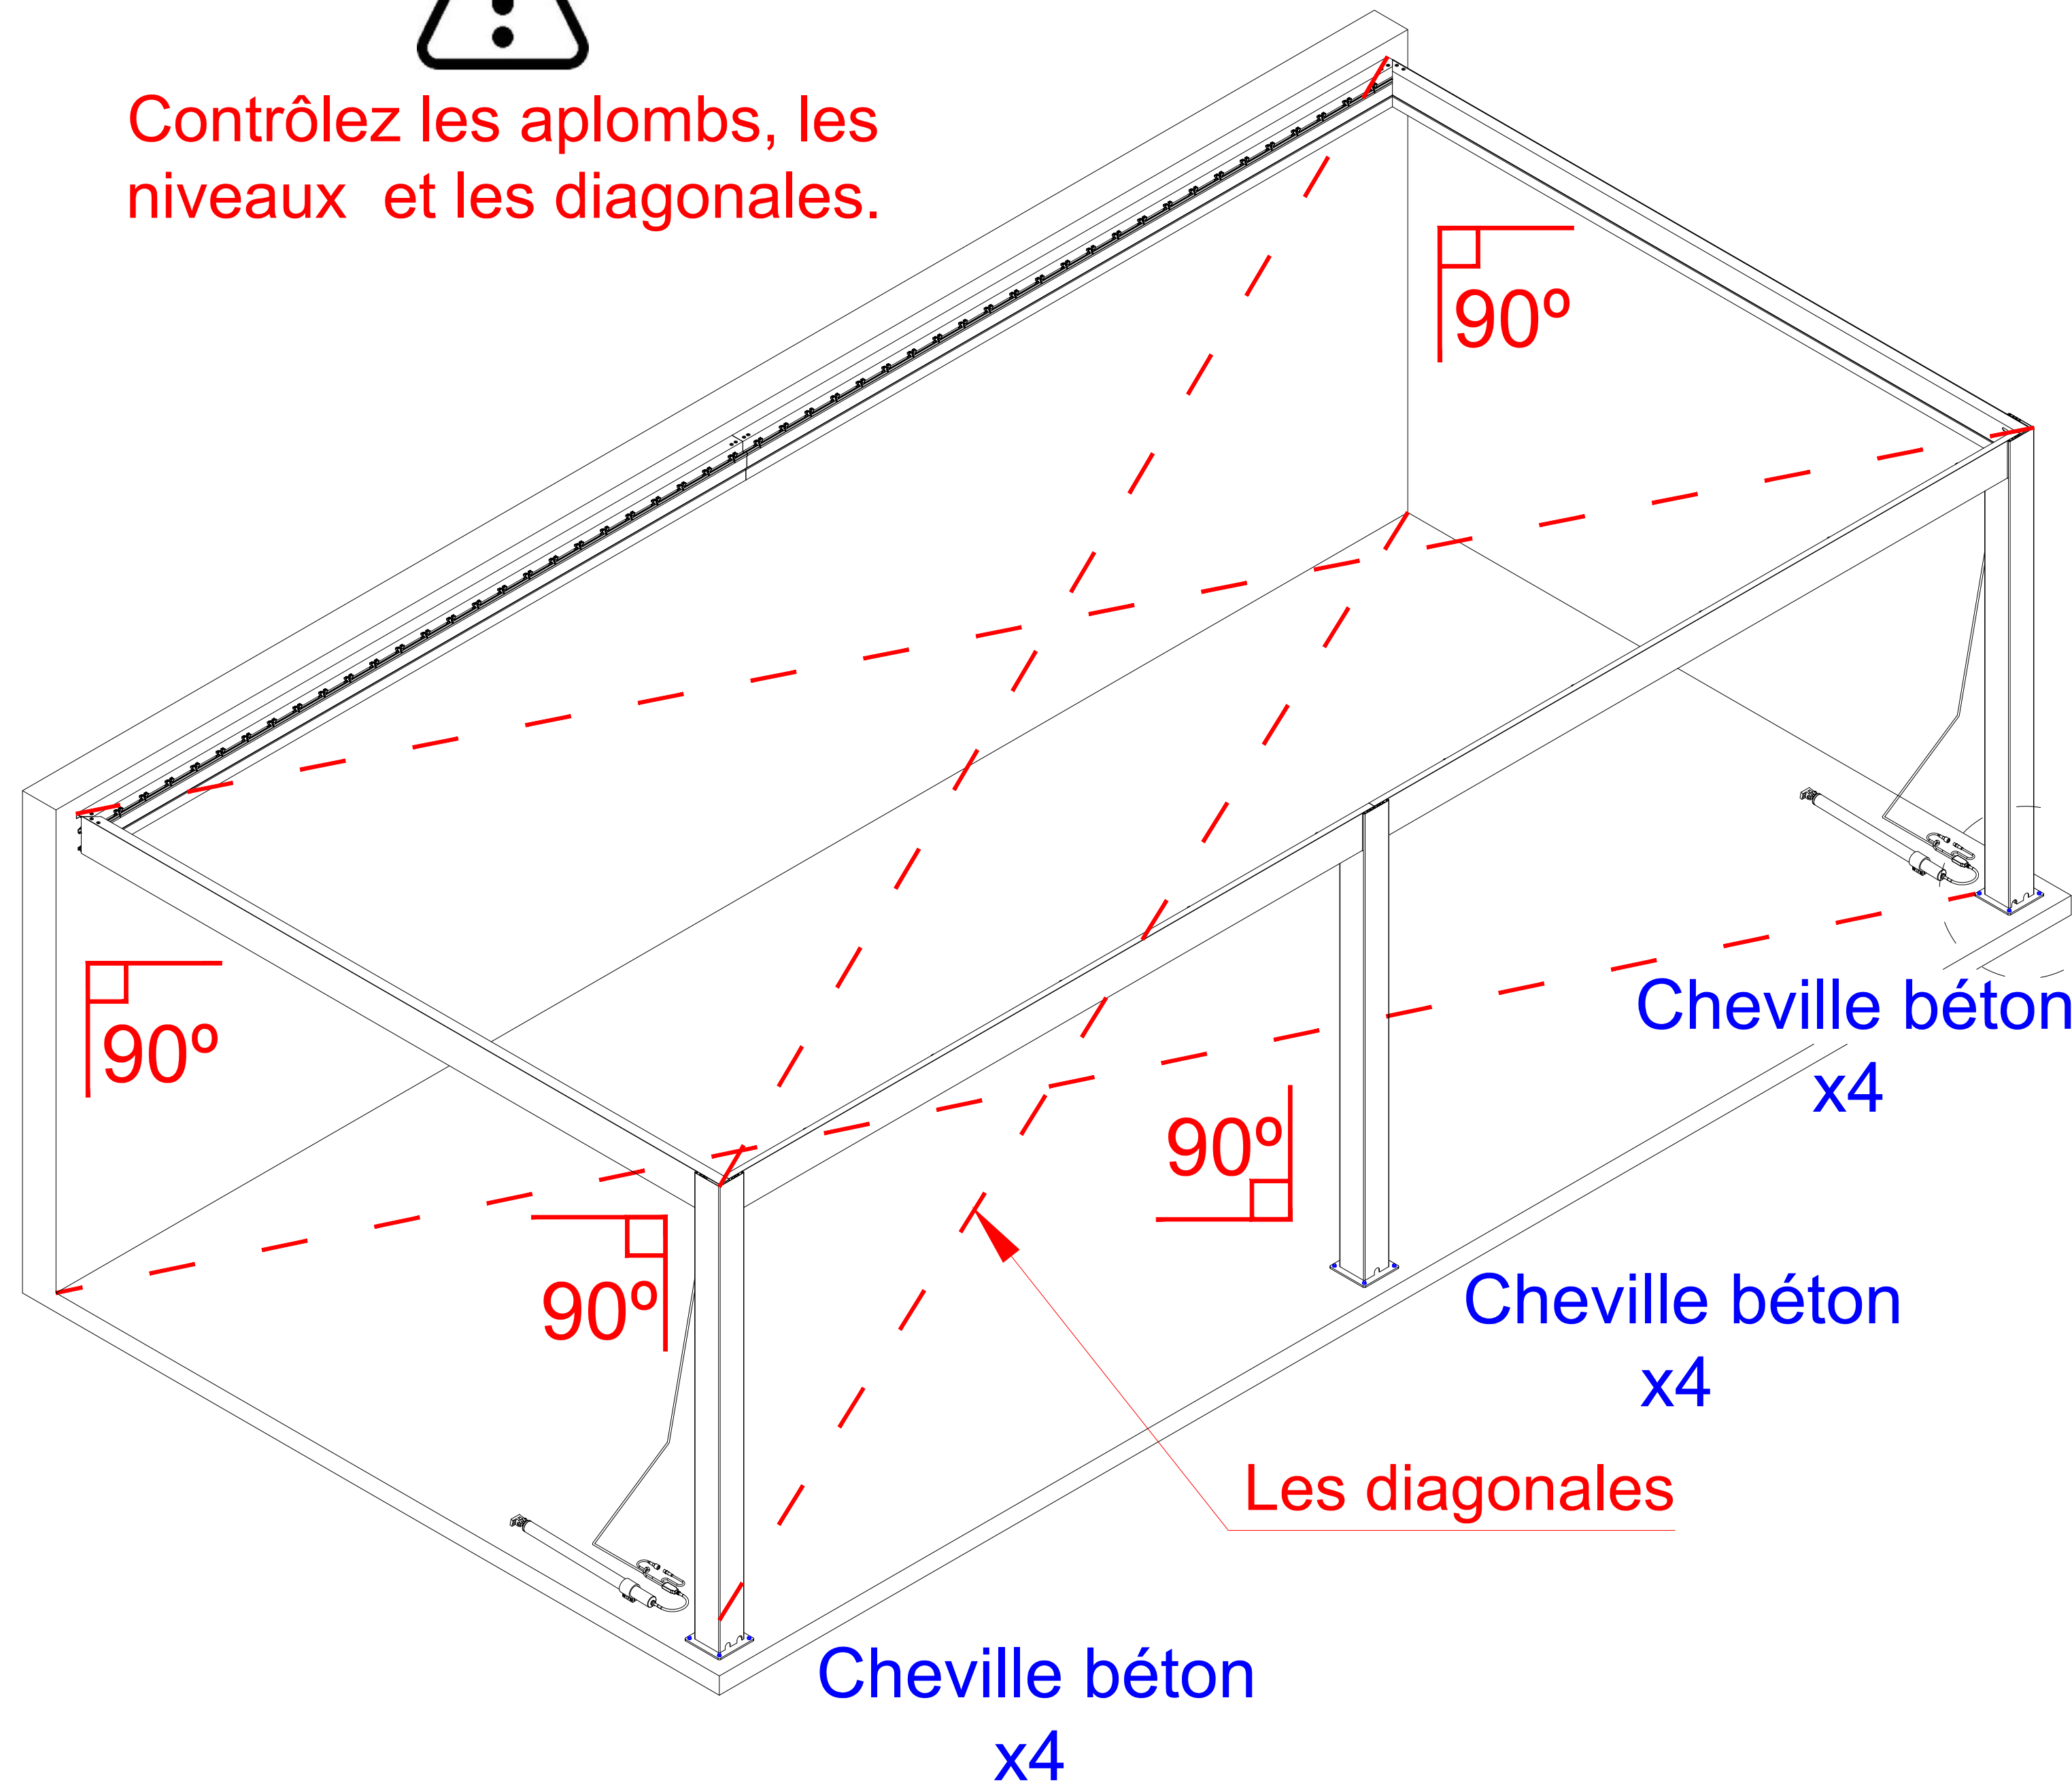 Contrôlez les aplombs, les
niveaux et les diagonales.
90º
90º
90º
90º
Cheville béton
x4
Cheville béton
x4
Les diagonales
Cheville béton
x4